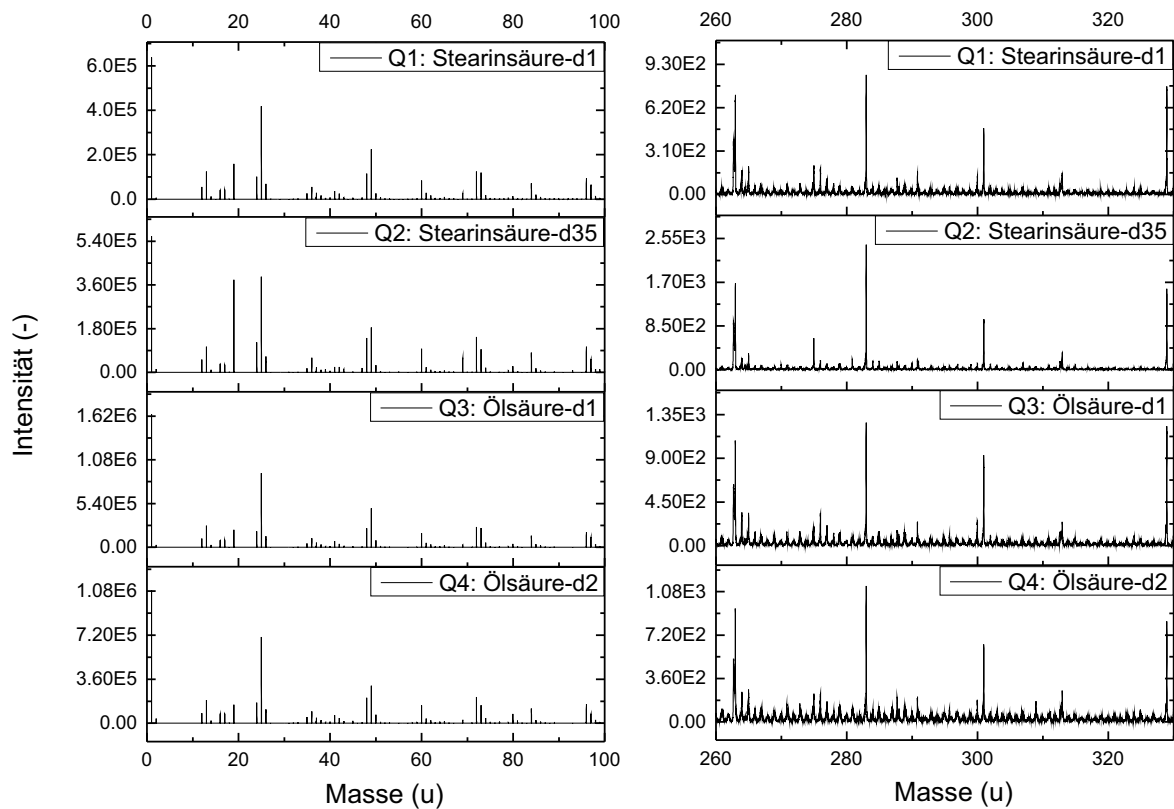 0 20 40 60 80 100
260 280 300 320
Q1: Stearinsäure-d1
6.0E5
4.0E5
2.0E5
0.0
Q2: Stearinsäure-d35
5.40E5
3.60E5
1.80E5
0.00
Q3: Ölsäure-d1
1.62E6
1.08E6
5.40E5
0.00
Q4: Ölsäure-d2
1.08E6
7.20E5
3.60E5
0.00
Intensität (-)
0 20 40 60 80 100
Masse (u)
Q1: Stearinsäure-d1
9.30E2
6.20E2
3.10E2
0.00
Q2: Stearinsäure-d35
2.55E3
1.70E3
8.50E2
0.00
Q3: Ölsäure-d1
1.35E3
9.00E2
4.50E2
0.00
Q4: Ölsäure-d2
1.08E3
7.20E2
3.60E2
0.00
260 280 300 320
Masse (u)